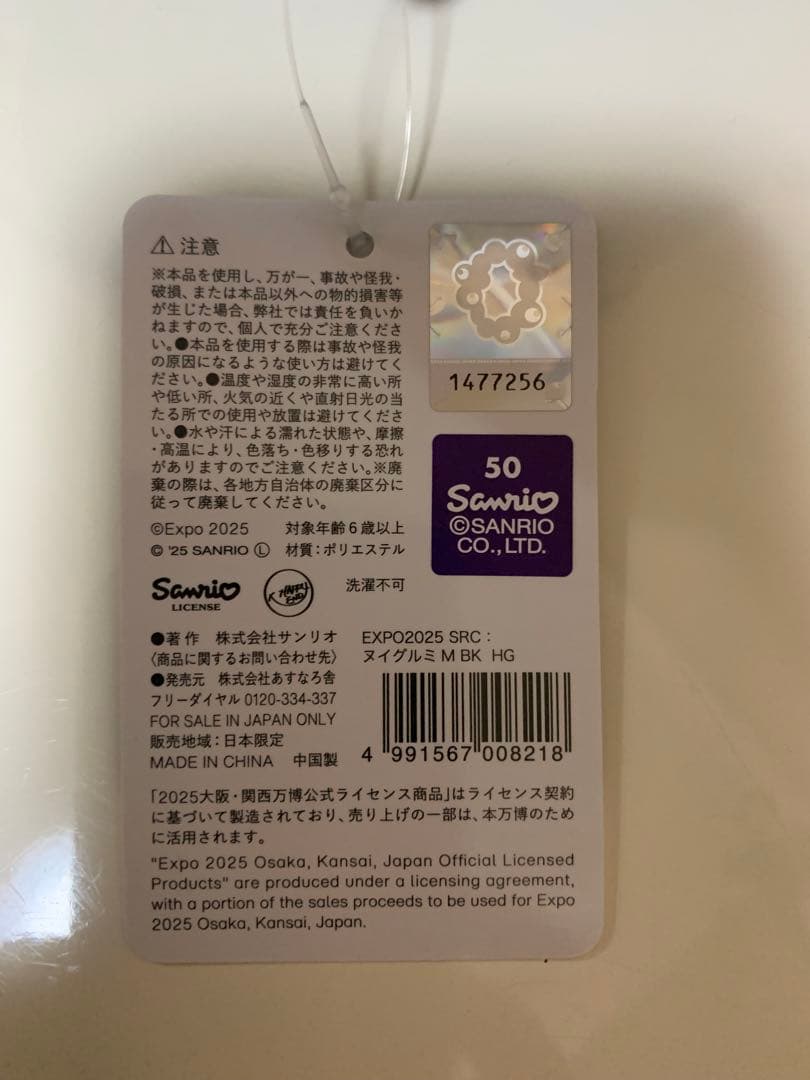 ⚠ 注意
※本品を使用し、万が一、事故や怪我・
破損、または本品以外への物的損害等
が生じた場合、弊社では責任を負いか
ねますので、個人で充分ご注意くださ
い。●本品を使用する際は事故や怪我
の原因になるような使い方は避けてく
ださい。●温度や湿度の非常に高い所
や低い所、火気の近くや直射日光の当
たる所での使用や放置は避けてくださ
い。●水や汗による濡れた状態や、摩擦
・高温により、色落ち・色移りする恐れ
がありますのでご注意ください。※廃
棄の際は、各地方自治体の廃棄区分に
従って廃棄してください。
1477256
50
Sanrio
©SANRIO
CO.,LTD.
©Expo 2025 対象年齢6歳以上
© '25 SANRIO Ⓛ 材質：ポリエステル
Sanrio
LICENSE
洗濯不可
●著作 株式会社サンリオ
〈商品に関するお問い合わせ先〉
●発売元 株式会社あすなろ舎
フリーダイヤル 0120-334-337
FOR SALE IN JAPAN ONLY
販売地域：日本限定
MADE IN CHINA 中国製
EXPO2025 SRC：
ヌイグルミ M BK HG
4 991567 008218
「2025大阪・関西万博公式ライセンス商品」はライセンス契約
に基づいて製造されており、売り上げの一部は、本万博のため
に活用されます。
"Expo 2025 Osaka, Kansai, Japan Official Licensed
Products" are produced under a licensing agreement,
with a portion of the sales proceeds to be used for Expo
2025 Osaka, Kansai, Japan.